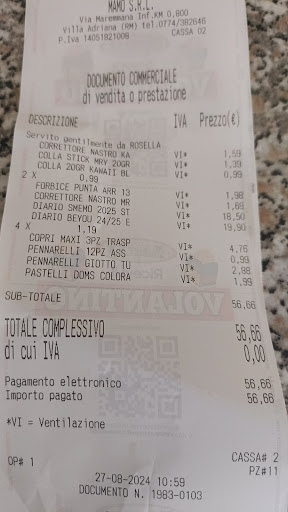 MAMO S.R.L.
Via Maremmana Inf.KM 0,800
Villa Adriana (RM) tel.0774/382646
P.Iva 14051821009 CASSA 02
DOCUMENTO COMMERCIALE
di vendita o prestazione
DESCRIZIONE IVA Prezzo(€)
Servito gentilmente da ROSELLA
CORRETTORE NASTRO KA VI* 1,59
COLLA STICK MRV 20GR VI* 1,39
COLLA 20GR KANAII BL VI* 0,99
2 X 0,99
FORBICE PUNTA ARR 13 VI* 1,98
CORRETTORE NASTRO MR VI* 1,66
DIARIO SMEMO 2025 ST VI* 18,50
DIARIO BEYOU 24/25 E VI* 19,90
4 X 1,19
COPRI MAXI 3PZ TRASP VI* 4,76
PENNARELLI 12PZ ASS VI* 0,99
PENNARELLI GIOTTO TU VI* 2,88
PASTELLI DOMS COLORA VI* 1,99
SUB-TOTALE 56,66
TOTALE COMPLESSIVO 56,66
di cui IVA 0,00
Pagamento elettronico 56,66
Importo pagato 56,66
*VI = Ventilazione
OP# 1 CASSA# 2
PZ#11
27-08-2024 10:59
DOCUMENTO N. 1983-0103
VOLANTINO